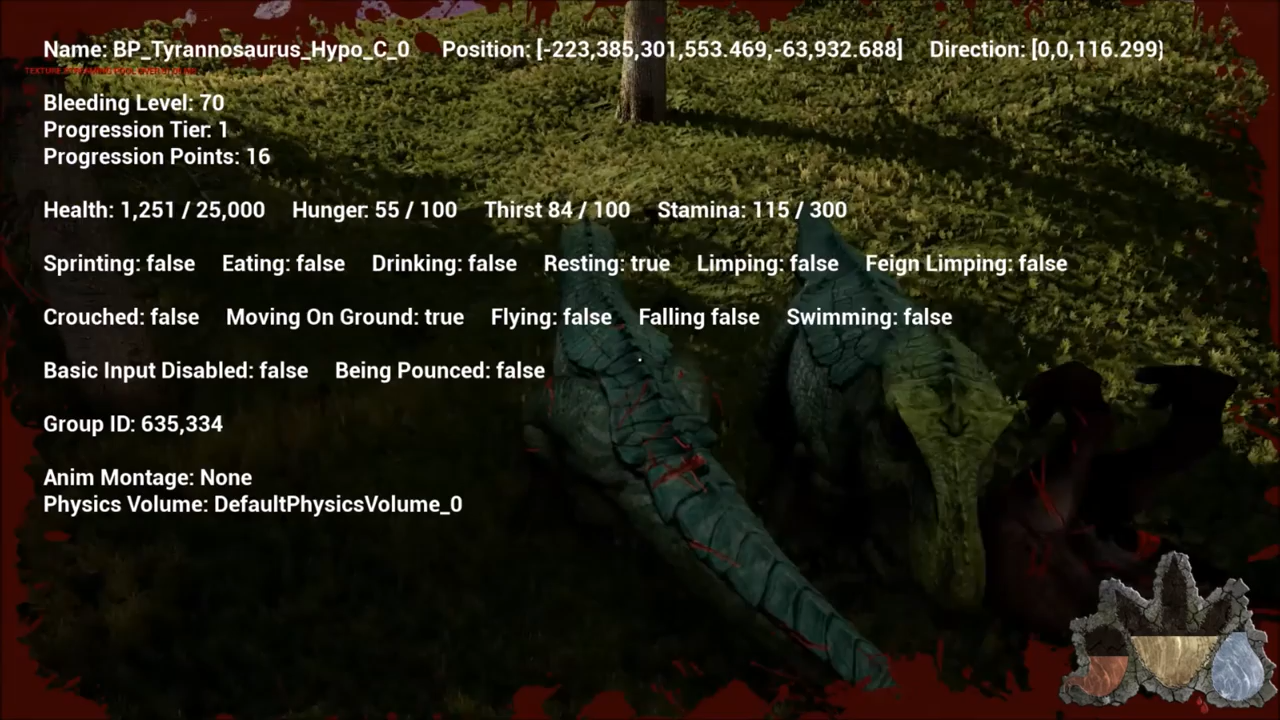 Name: BP_Tyrannosaurus_Hypo_C_0 Position: [-223,385,301,553.469,-63,932.688] Direction: [0,0,116.299]
TEXTURE STREAMING POOL OVER
Bleeding Level: 70
Progression Tier: 1
Progression Points: 16
Health: 1,251 / 25,000 Hunger: 55 / 100 Thirst 84 / 100 Stamina: 115 / 300
Sprinting: false Eating: false Drinking: false Resting: true Limping: false Feign Limping: false
Crouched: false Moving On Ground: true Flying: false Falling false Swimming: false
Basic Input Disabled: false Being Pounced: false
Group ID: 635,334
Anim Montage: None
Physics Volume: DefaultPhysicsVolume_0